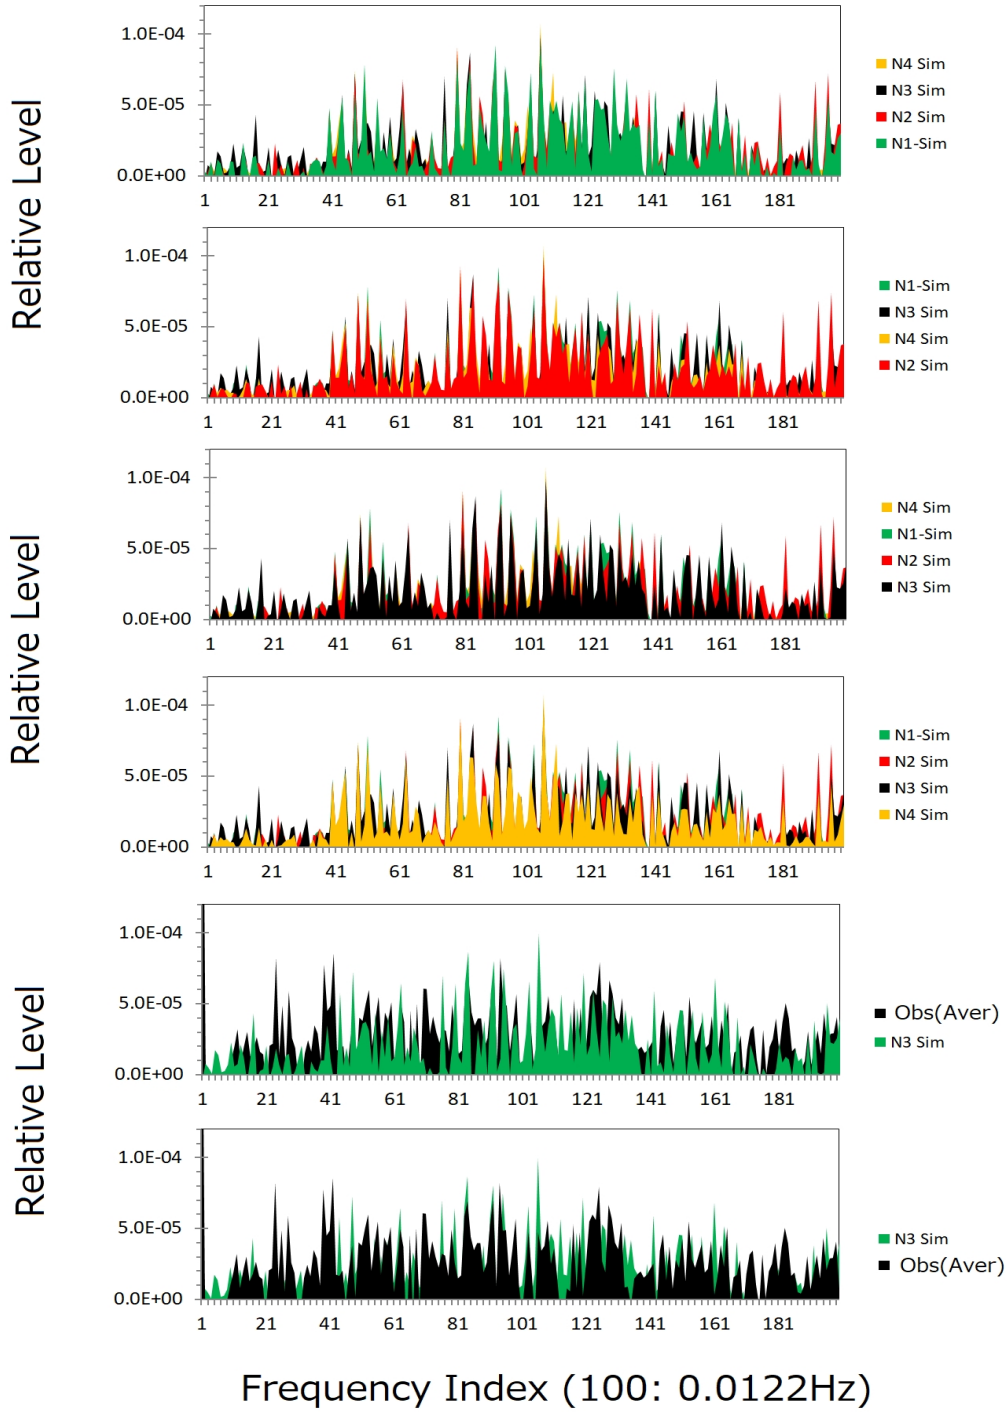 Relative Level
1.0E-04
5.0E-05
0.0E+00
1 21 41 61 81 101 121 141 161 181
N4 Sim
N3 Sim
N2 Sim
N1-Sim
1.0E-04
5.0E-05
0.0E+00
1 21 41 61 81 101 121 141 161 181
N1-Sim
N3 Sim
N4 Sim
N2 Sim
Relative Level
1.0E-04
5.0E-05
0.0E+00
1 21 41 61 81 101 121 141 161 181
N4 Sim
N1-Sim
N2 Sim
N3 Sim
1.0E-04
5.0E-05
0.0E+00
1 21 41 61 81 101 121 141 161 181
N1-Sim
N2 Sim
N3 Sim
N4 Sim
Relative Level
1.0E-04
5.0E-05
0.0E+00
1 21 41 61 81 101 121 141 161 181
Obs(Aver)
N3 Sim
1.0E-04
5.0E-05
0.0E+00
1 21 41 61 81 101 121 141 161 181
N3 Sim
Obs(Aver)
Frequency Index (100: 0.0122Hz)